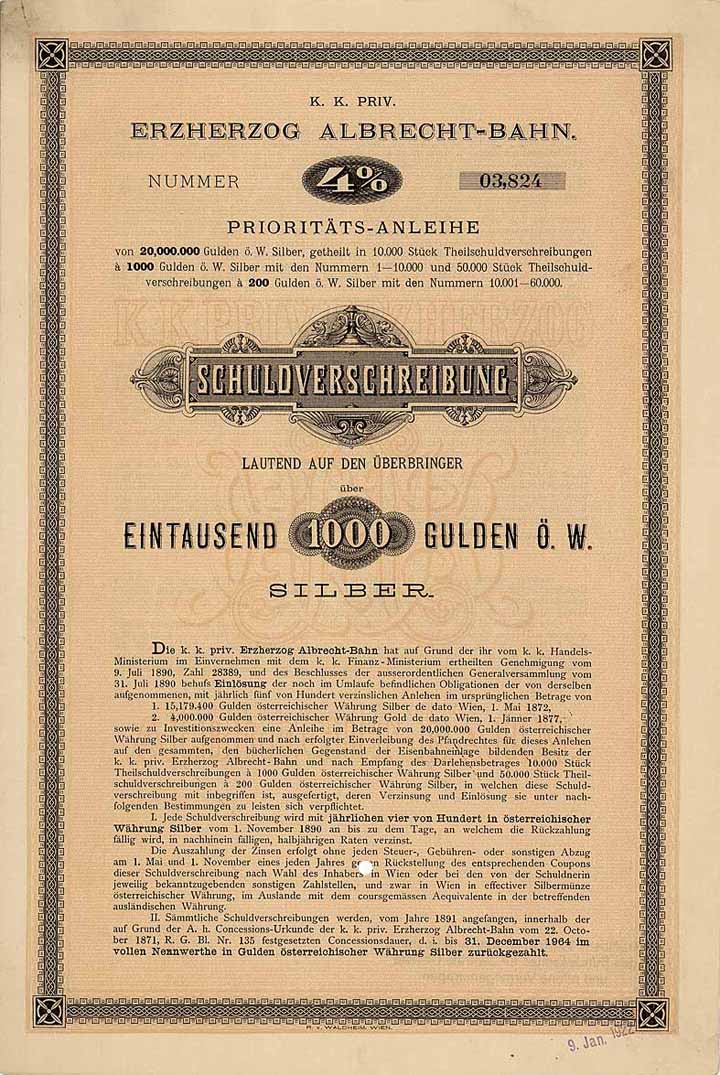 K. K. PRIV.
ERZHERZOG ALBRECHT-BAHN.
NUMMER 4% 03,824
PRIORITÄTS-ANLEIHE
von 20,000.000 Gulden ö. W. Silber, getheilt in 10.000 Stück Theilschuldverschreibungen
à 1000 Gulden ö. W. Silber mit den Nummern 1—10.000 und 50.000 Stück Theilschuld-
verschreibungen à 200 Gulden ö. W. Silber mit den Nummern 10.001—60.000.
K. K. PRIV. ERZHERZOG
SCHULDVERSCHREIBUNG
LAUTEND AUF DEN ÜBERBRINGER
über
EINTAUSEND 1000 GULDEN Ö. W.
SILBER.
Die k. k. priv. Erzherzog Albrecht-Bahn hat auf Grund der ihr vom k. k. Handels-
Ministerium im Einvernehmen mit dem k. k. Finanz-Ministerium ertheilten Genehmigung vom
9. Juli 1890, Zahl 28389, und des Beschlusses der ausserordentlichen Generalversammlung vom
31. Juli 1890 behufs Einlösung der noch im Umlaufe befindlichen Obligationen der von derselben
aufgenommenen, mit jährlich fünf von Hundert verzinslichen Anlehen im ursprünglichen Betrage von
1. 15,179.400 Gulden österreichischer Währung Silber de dato Wien, 1. Mai 1872,
2. 4,000.000 Gulden österreichischer Währung Gold de dato Wien, 1. Jänner 1877,
sowie zu Investitionszwecken eine Anleihe im Betrage von 20,000.000 Gulden österreichischer
Währung Silber aufgenommen und nach erfolgter Einverleibung des Pfandrechtes für dieses Anlehen
auf den gesammten, den bücherlichen Gegenstand der Eisenbahneinlage bildenden Besitz der
k. k. priv. Erzherzog Albrecht-Bahn und nach Empfang des Darlehensbetrages 10.000 Stück
Theilschuldverschreibungen à 1000 Gulden österreichischer Währung Silber und 50.000 Stück Theil-
schuldverschreibungen à 200 Gulden österreichischer Währung Silber, in welchen diese Schuld-
verschreibung mit inbegriffen ist, ausgefertigt, deren Verzinsung und Einlösung sie unter nach-
folgenden Bestimmungen zu leisten sich verpflichtet.
I. Jede Schuldverschreibung wird mit jährlichen vier von Hundert in österreichischer
Währung Silber vom 1. November 1890 an bis zu dem Tage, an welchem die Rückzahlung
fällig wird, in nachhinein fälligen, halbjährigen Raten verzinst.
Die Auszahlung der Zinsen erfolgt ohne jeden Steuer-, Gebühren- oder sonstigen Abzug
am 1. Mai und 1. November eines jeden Jahres gegen Rückstellung des entsprechenden Coupons
dieser Schuldverschreibung nach Wahl des Inhabers in Wien oder bei den von der Schuldnerin
jeweilig bekanntzugebenden sonstigen Zahlstellen, und zwar in Wien in effectiver Silbermünze
österreichischer Währung, im Auslande mit dem coursgemässen Aequivalente in der betreffenden
ausländischen Währung.
II. Sämmtliche Schuldverschreibungen werden, vom Jahre 1891 angefangen, innerhalb der
auf Grund der A. h. Concessions-Urkunde der k. k. priv. Erzherzog Albrecht-Bahn vom 22. Octo-
ber 1871, R. G. Bl. Nr. 135 festgesetzten Concessionsdauer, d. i. bis 31. December 1964 im
vollen Nennwerthe in Gulden österreichischer Währung Silber zurückgezahlt.
R. v. WALDHEIM, WIEN.
9. Jan. 1922